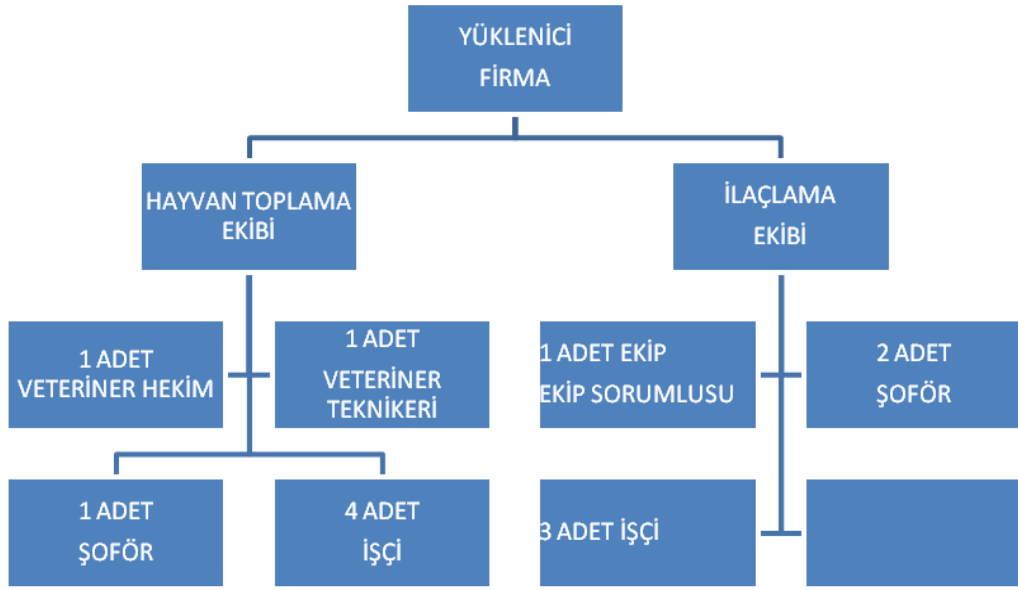 YÜKLENİCİ
FİRMA
HAYVAN TOPLAMA
EKİBİ
İLAÇLAMA
EKİBİ
1 ADET
VETERİNER HEKİM
1 ADET
VETERİNER
TEKNİKERİ
1 ADET EKİP
EKİP SORUMLUSU
2 ADET
ŞOFÖR
1 ADET
ŞOFÖR
4 ADET
İŞÇİ
3 ADET İŞÇİ